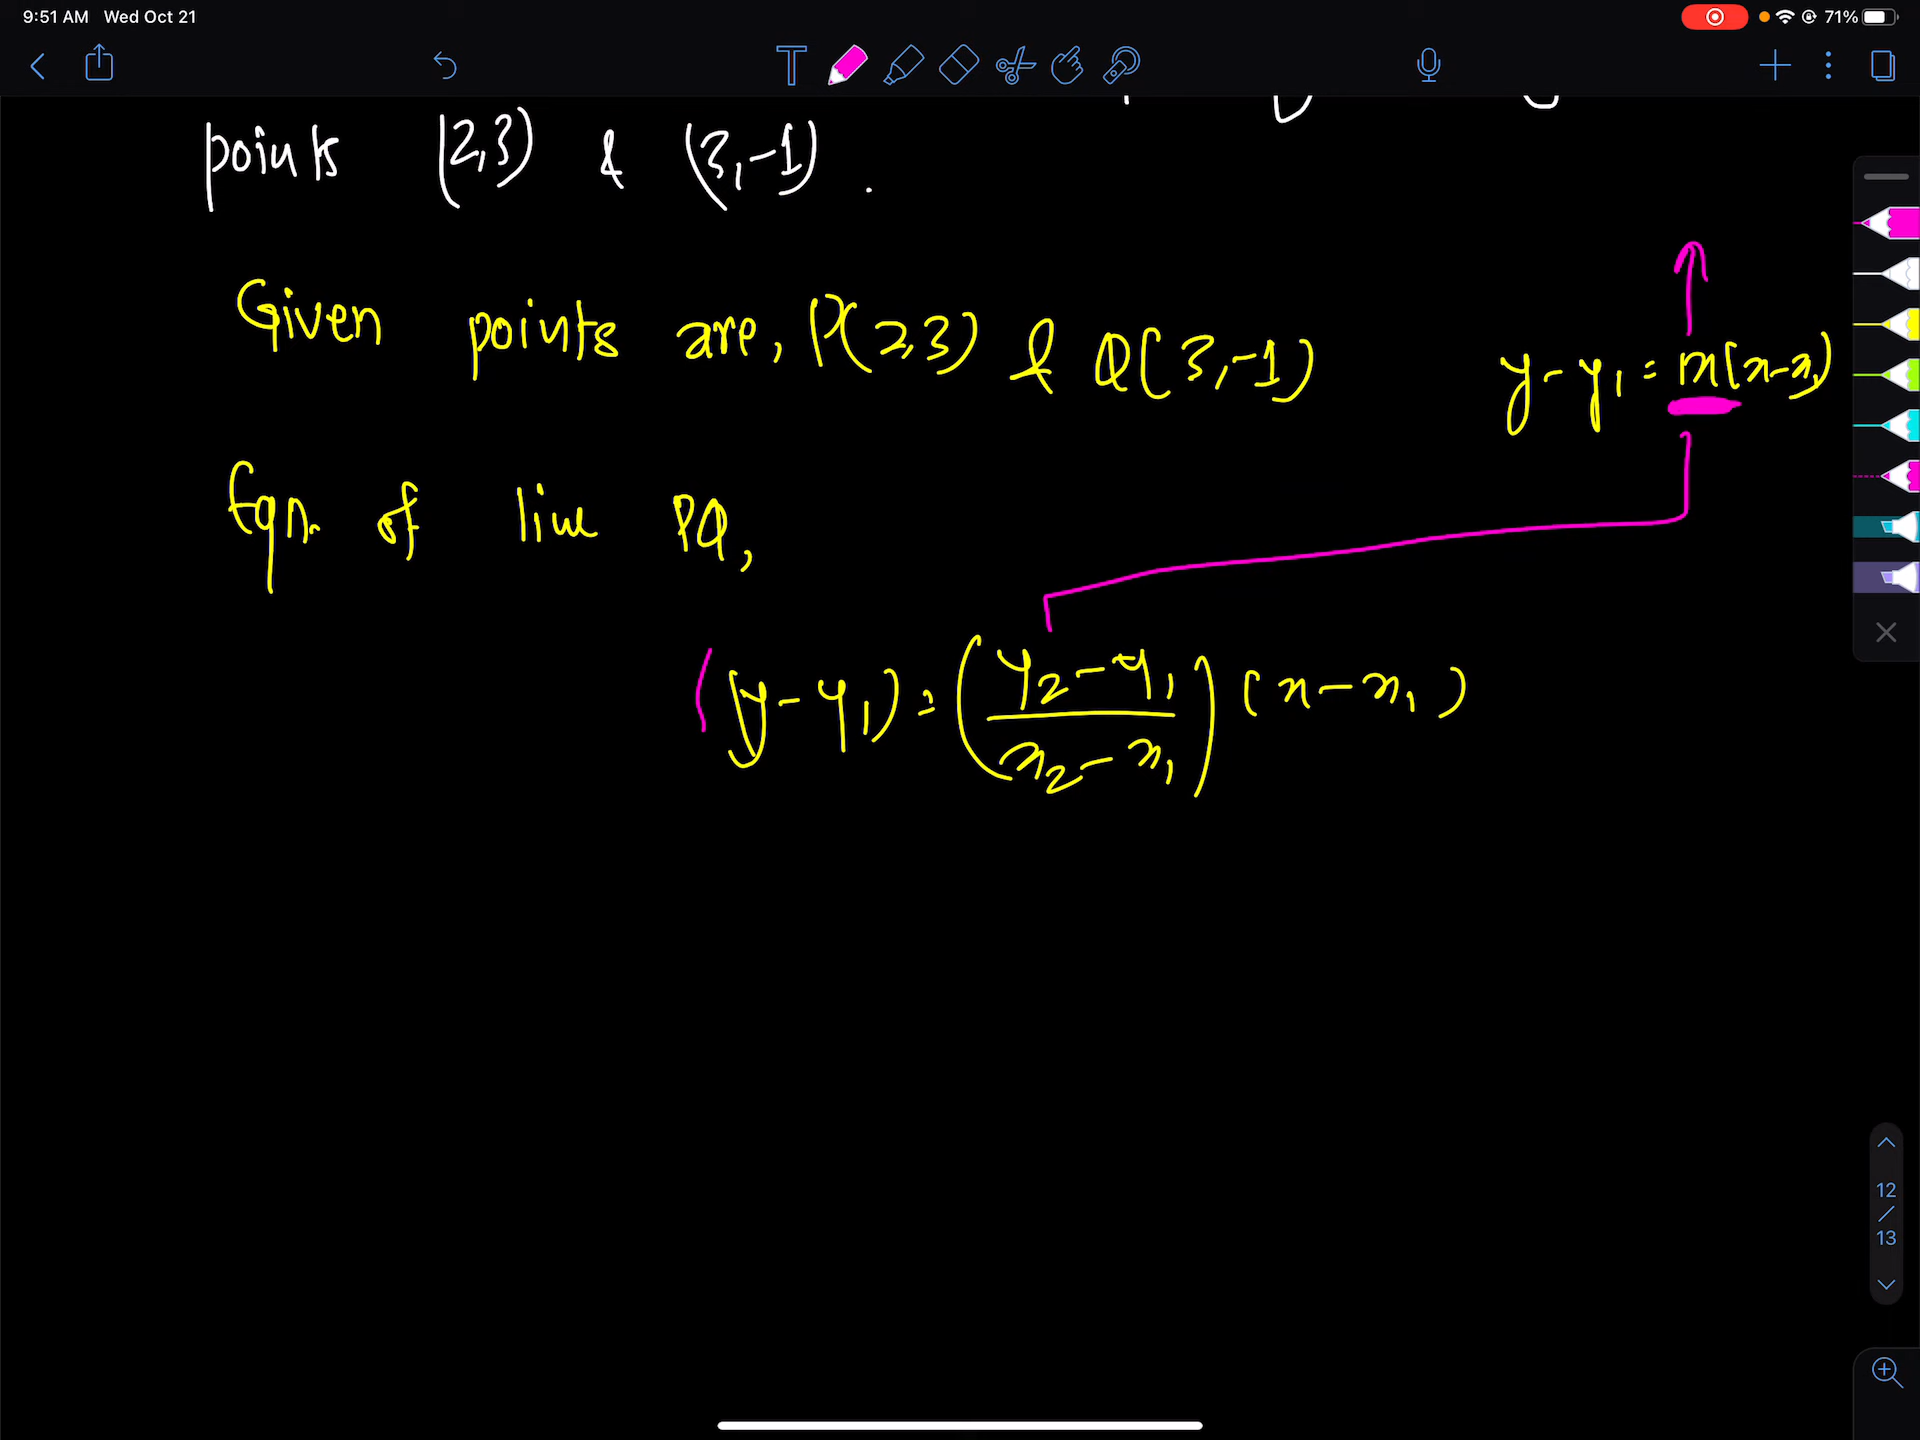 9:51 AM Wed Oct 21
71%
points (2,3) & (3,-1).
Given points are, P(2,3) & Q(3,-1)
y-y₁ = m(x-x₁)
Eqn. of line PQ,
(y-y₁) = (y₂-y₁/x₂-x₁) (x-x₁)
12
/
13